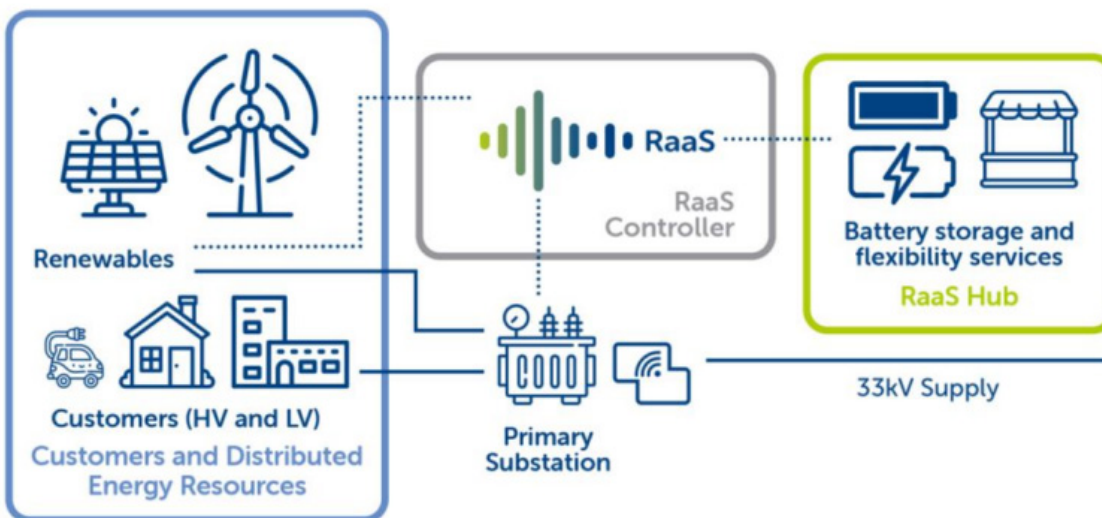 Renewables
Customers (HV and LV)
Customers and Distributed
Energy Resources
RaaS
RaaS
Controller
Primary
Substation
Battery storage and
flexibility services
RaaS Hub
33kV Supply